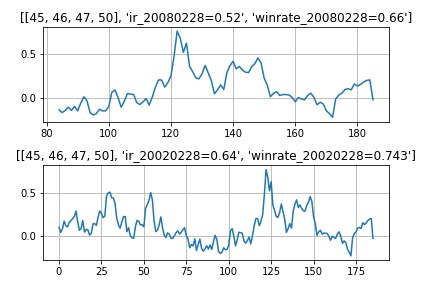 [[45, 46, 47, 50], 'ir_20080228=0.52', 'winrate_20080228=0.66']
0.5
0.0
80 100 120 140 160 180
[[45, 46, 47, 50], 'ir_20020228=0.64', 'winrate_20020228=0.743']
0.5
0.0
0 25 50 75 100 125 150 175